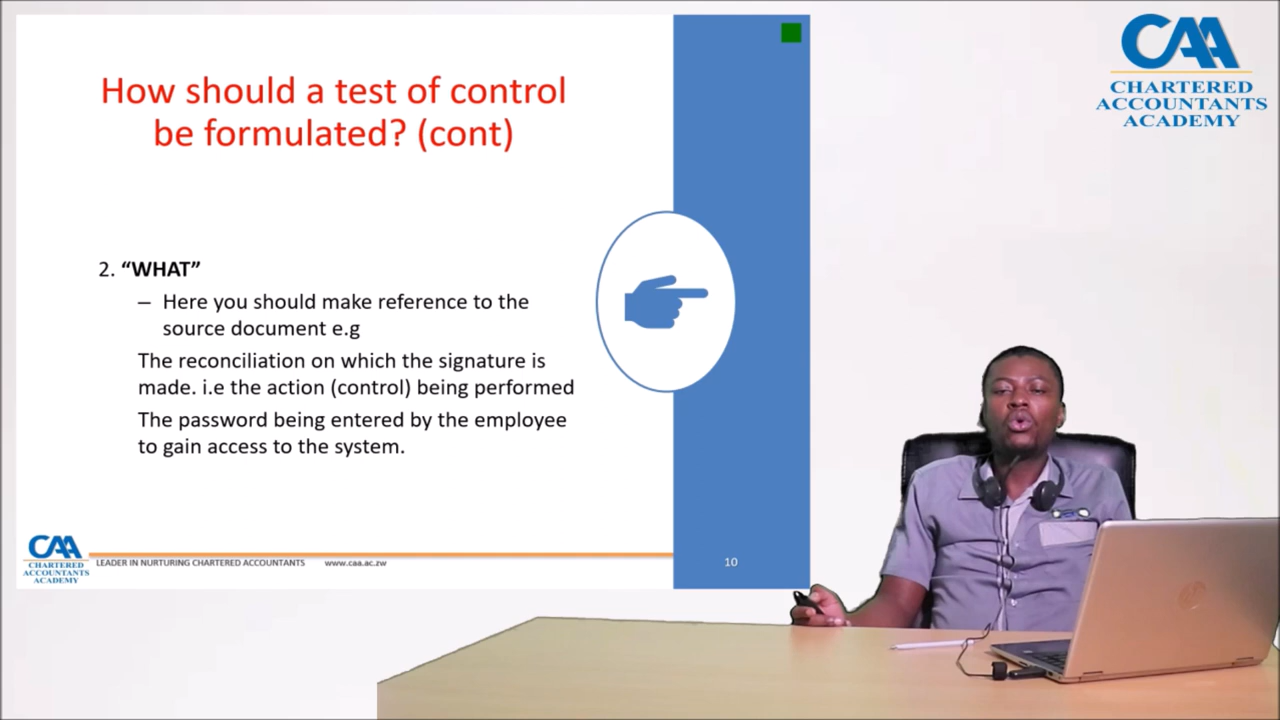 How should a test of control
be formulated? (cont)
2. “WHAT”
– Here you should make reference to the
source document e.g
The reconciliation on which the signature is
made. i.e the action (control) being performed
The password being entered by the employee
to gain access to the system.
CAA
CHARTERED
ACCOUNTANTS
ACADEMY
LEADER IN NURTURING CHARTERED ACCOUNTANTS www.caa.ac.zw
10
CAA
CHARTERED
ACCOUNTANTS
ACADEMY